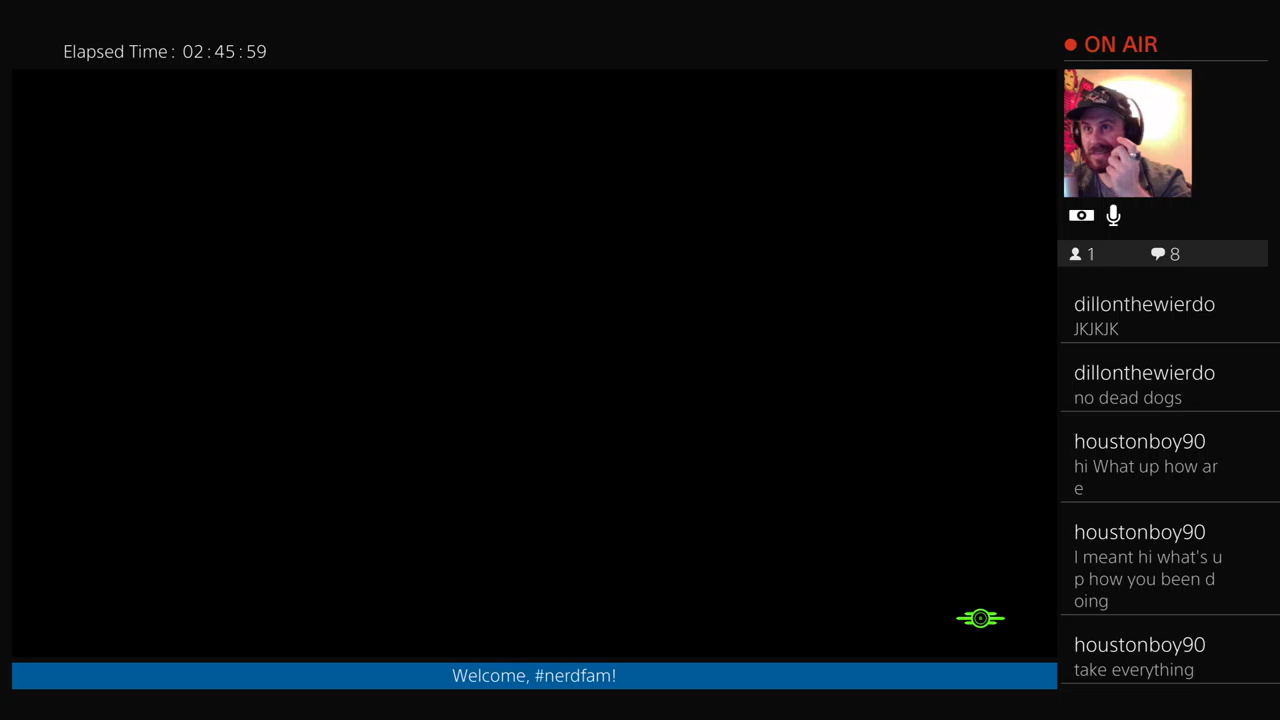 Elapsed Time : 02 : 45 : 59
ON AIR
1 8
dillonthewierdo
JKJKJK
dillonthewierdo
no dead dogs
houstonboy90
hi What up how ar
e
houstonboy90
I meant hi what's u
p how you been d
oing
houstonboy90
take everything
Welcome, #nerdfam!